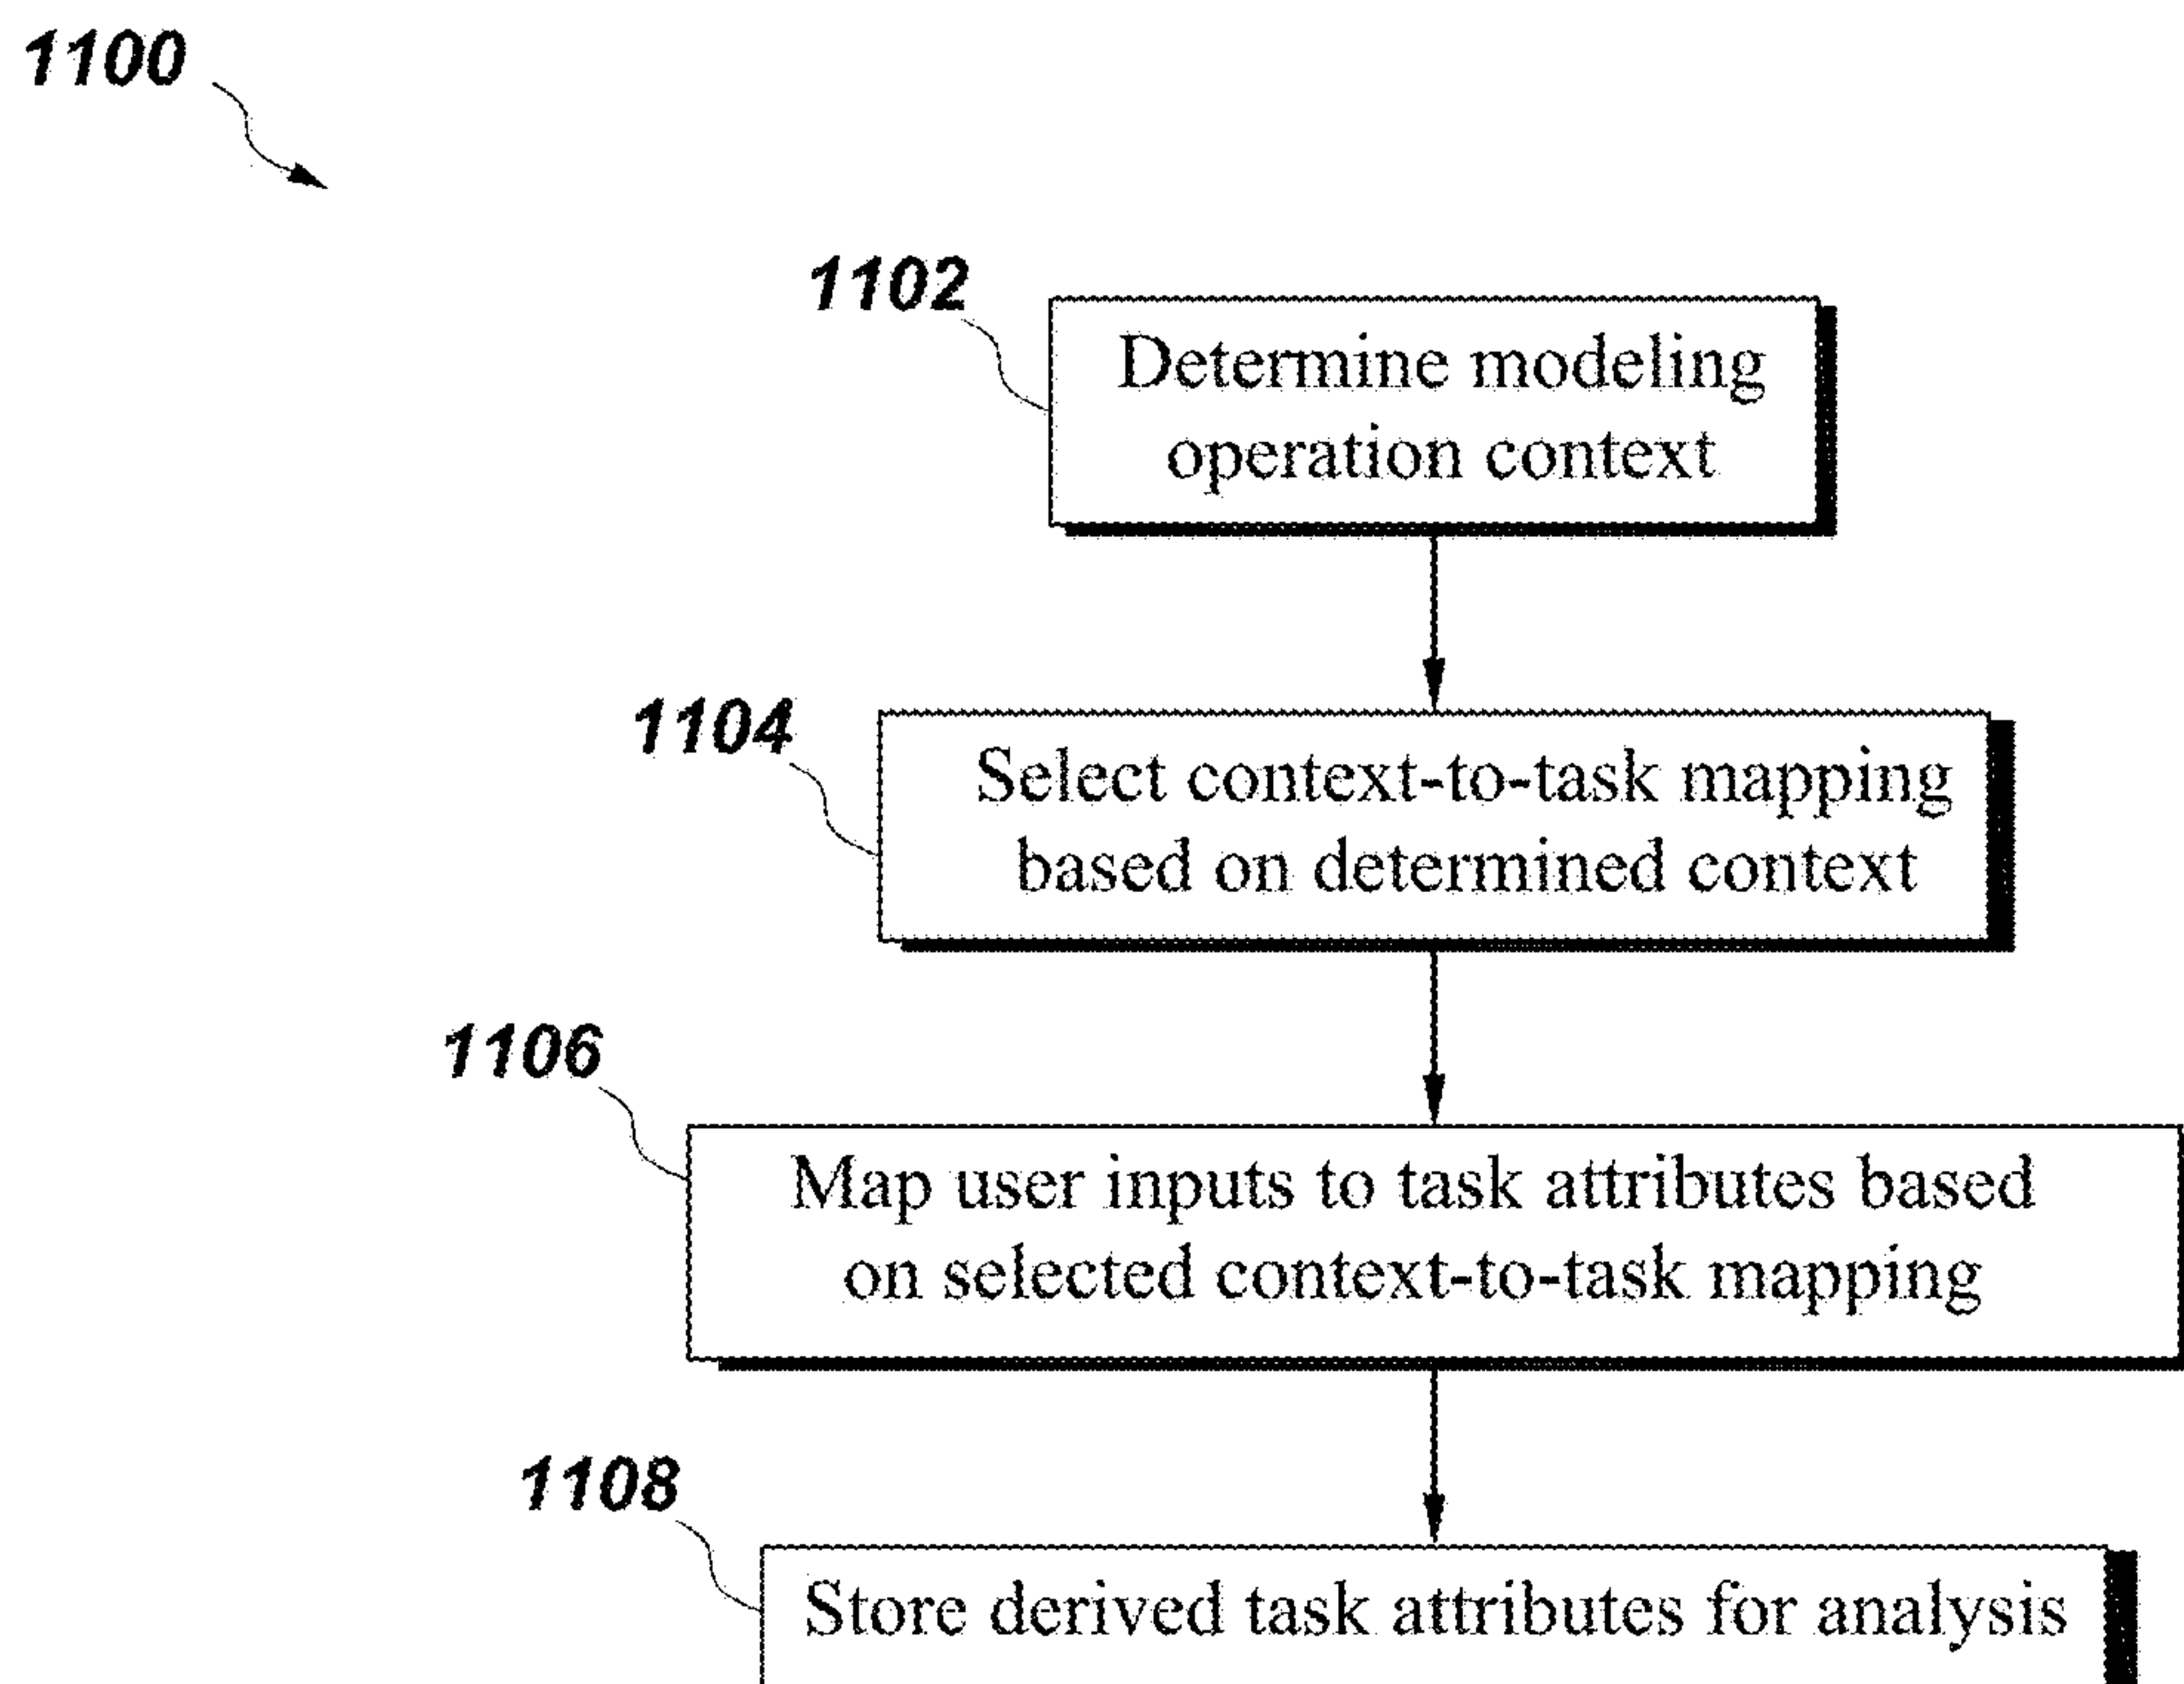 1100
1102
Determine modeling
operation context
1104
Select context-to-task mapping
based on determined context
1106
Map user inputs to task attributes based
on selected context-to-task mapping
1108
Store derived task attributes for analysis